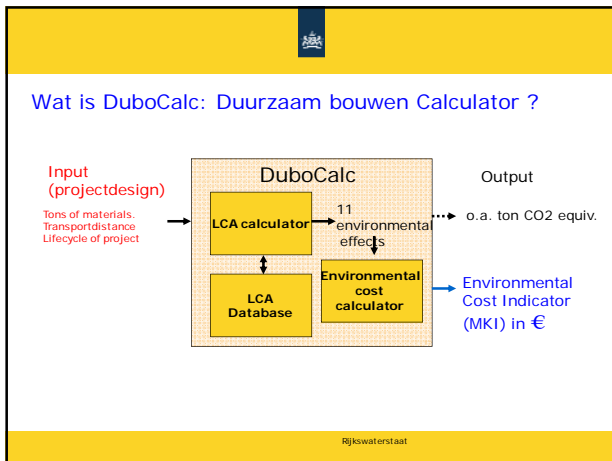 Wat is DuboCalc: Duurzaam bouwen Calculator ?
Input
(projectdesign)
Tons of materials.
Transportdistance
Lifecycle of project
DuboCalc
LCA calculator
LCA
Database
11
environmental
effects
Environmental
cost
calculator
Output
o.a. ton CO2 equiv.
Environmental
Cost Indicator
(MKI) in €
Rijkswaterstaat